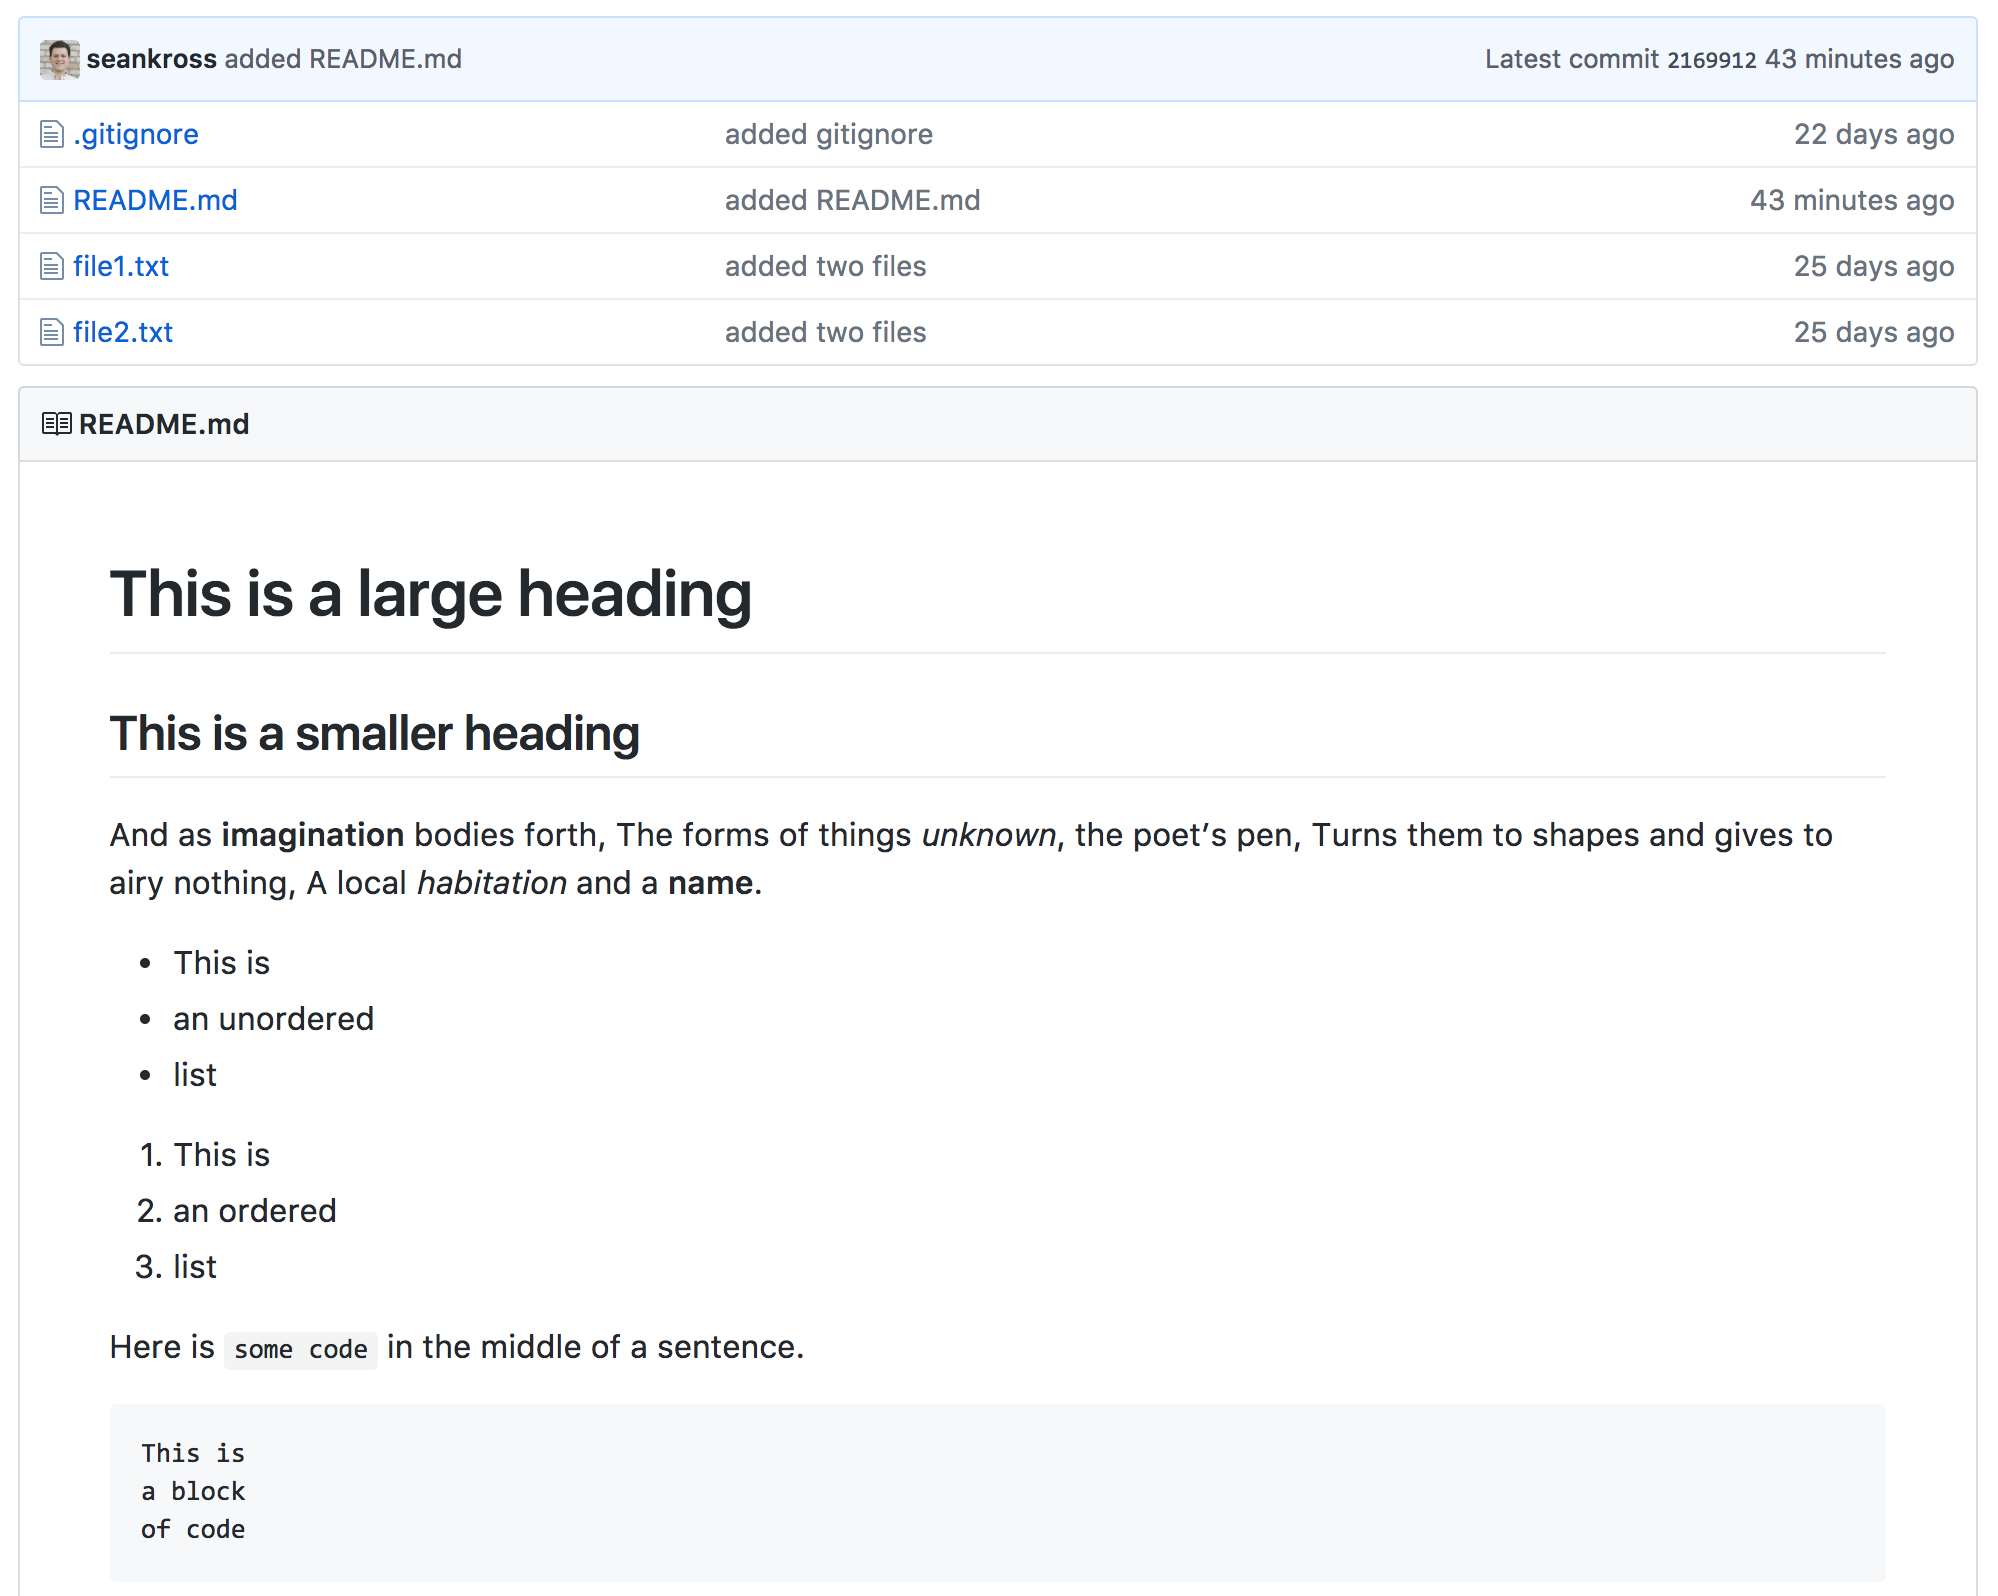 seankross added README.md Latest commit 2169912 43 minutes ago
.gitignore added gitignore 22 days ago
README.md added README.md 43 minutes ago
file1.txt added two files 25 days ago
file2.txt added two files 25 days ago
README.md
This is a large heading
This is a smaller heading
And as imagination bodies forth, The forms of things unknown, the poet’s pen, Turns them to shapes and gives to
airy nothing, A local habitation and a name.
• This is
• an unordered
• list
1. This is
2. an ordered
3. list
Here is some code in the middle of a sentence.
This is
a block
of code